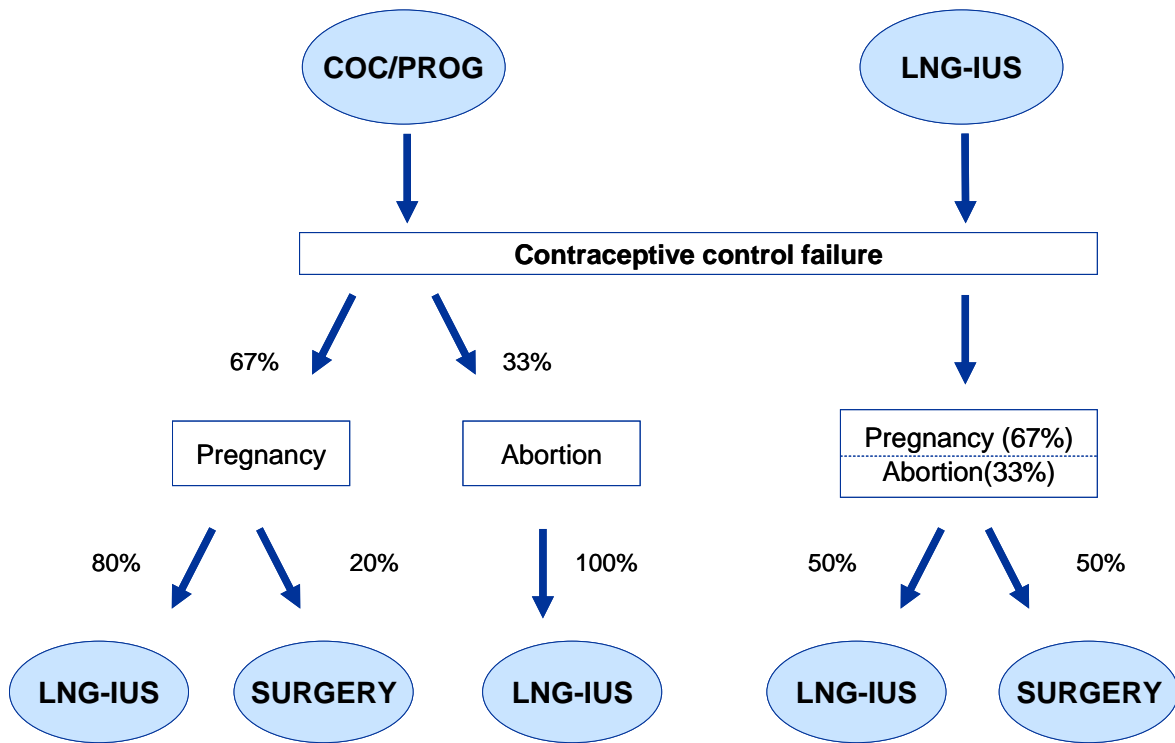 COC/PROG
LNG-IUS
Contraceptive control failure
67%
33%
Pregnancy
Abortion
Pregnancy (67%)
Abortion(33%)
80%
20%
100%
50%
50%
LNG-IUS
SURGERY
LNG-IUS
LNG-IUS
SURGERY